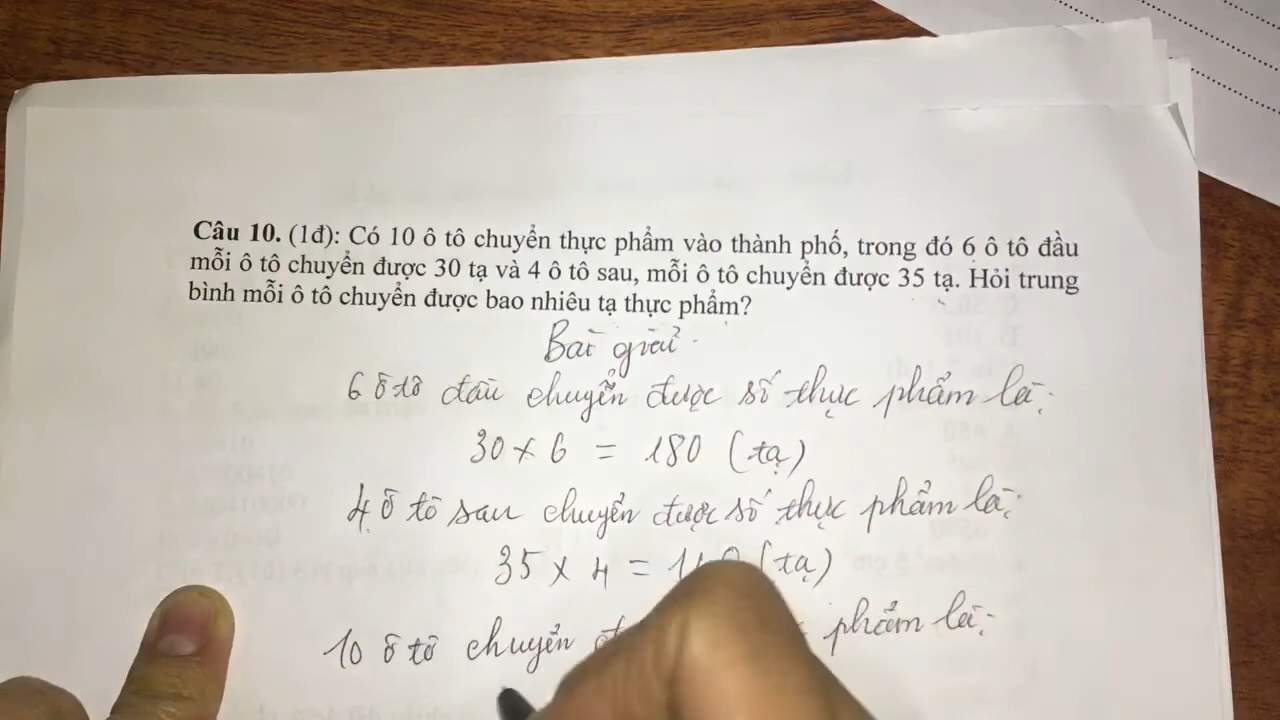 Câu 10. (1đ): Có 10 ô tô chuyển thực phẩm vào thành phố, trong đó 6 ô tô đầu
mỗi ô tô chuyển được 30 tạ và 4 ô tô sau, mỗi ô tô chuyển được 35 tạ. Hỏi trung
bình mỗi ô tô chuyển được bao nhiêu tạ thực phẩm?
Bài giải
6 ô tô đầu chuyển được số thực phẩm là:
30 x 6 = 180 (tạ)
4 ô tô sau chuyển được số thực phẩm là:
35 x 4 = (tạ)
10 ô tô chuyển phẩm là: